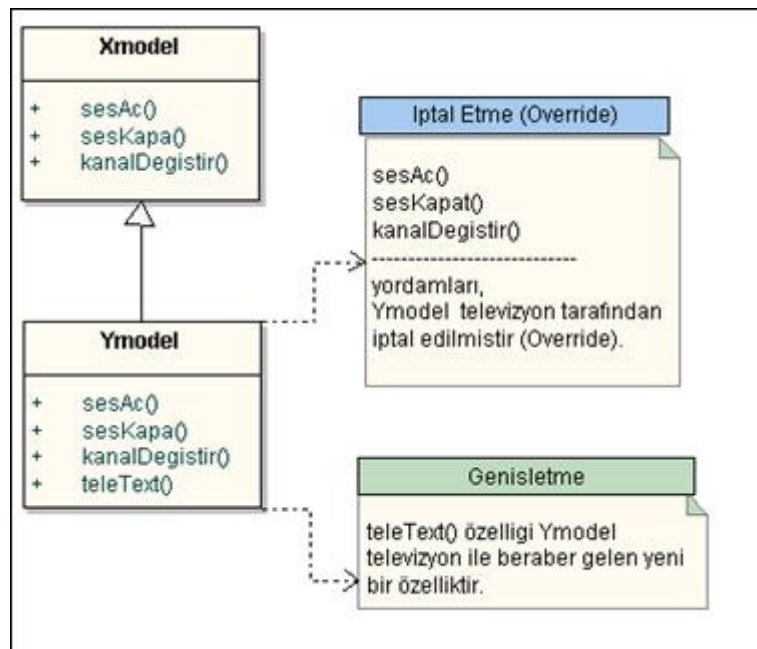 Xmodel
+ sesAc()
+ sesKapa()
+ kanalDegistir()
Iptal Etme (Override)
sesAc()
sesKapat()
kanalDegistir()
----------------------------
yordamları,
Ymodel televizyon tarafından
iptal edilmistir (Override).
Ymodel
+ sesAc()
+ sesKapa()
+ kanalDegistir()
+ teleText()
Genisletme
teleText() özelligi Ymodel
televizyon ile beraber gelen yeni
bir özelliktir.